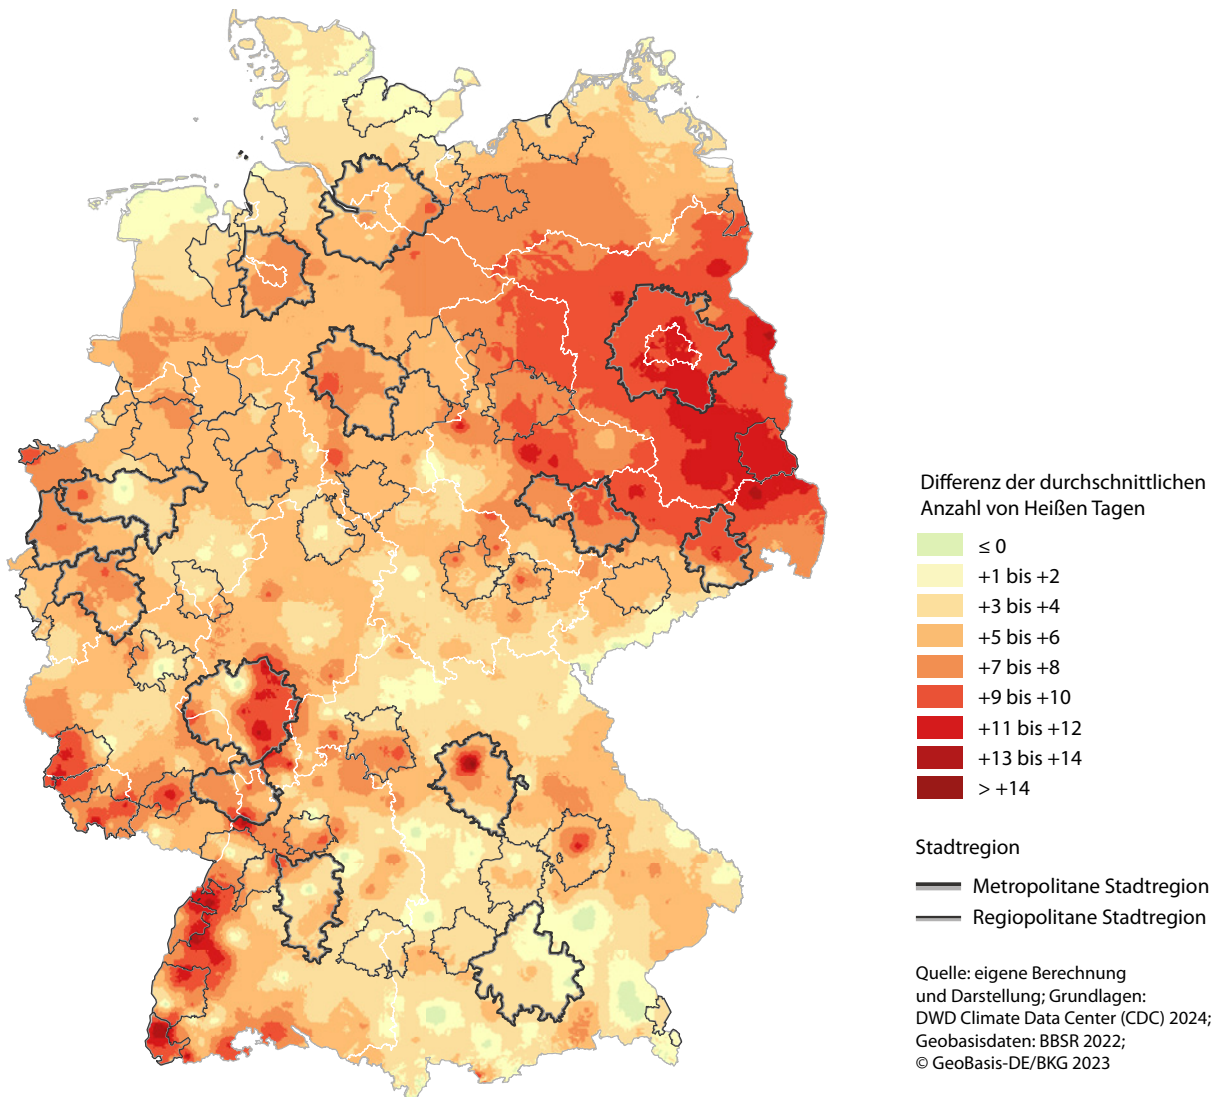 Differenz der durchschnittlichen
Anzahl von Heißen Tagen
≤ 0
+1 bis +2
+3 bis +4
+5 bis +6
+7 bis +8
+9 bis +10
+11 bis +12
+13 bis +14
> +14
Stadtregion
Metropolitane Stadtregion
Regiopolitane Stadtregion
Quelle: eigene Berechnung
und Darstellung; Grundlagen:
DWD Climate Data Center (CDC) 2024;
Geobasisdaten: BBSR 2022;
© GeoBasis-DE/BKG 2023